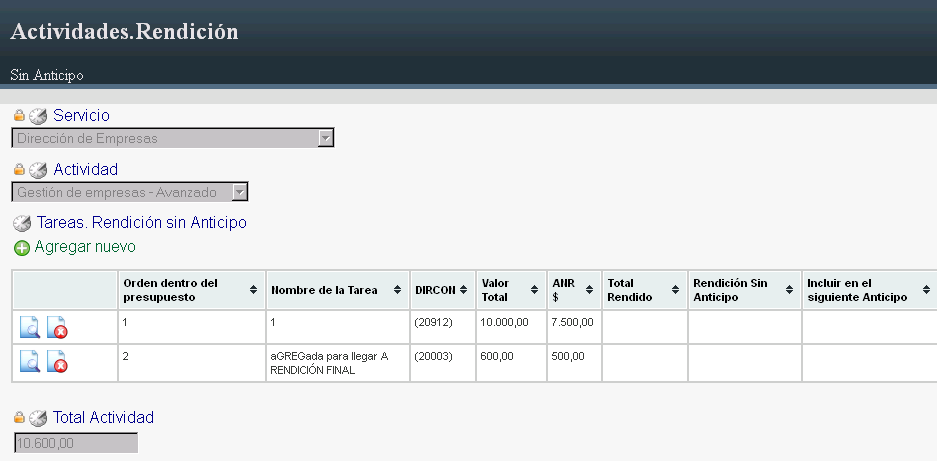 Actividades.Rendición
Sin Anticipo
Servicio
Dirección de Empresas
Actividad
Gestión de empresas - Avanzado
Tareas. Rendición sin Anticipo
Agregar nuevo
Orden dentro del presupuesto Nombre de la Tarea DIRCON Valor Total ANR $ Total Rendido Rendición Sin Anticipo Incluir en el siguiente Anticipo
1 1 (20912) 10.000,00 7.500,00
2 aGREGada para llegar A RENDICIÓN FINAL (20003) 600,00 500,00
Total Actividad
10.600,00